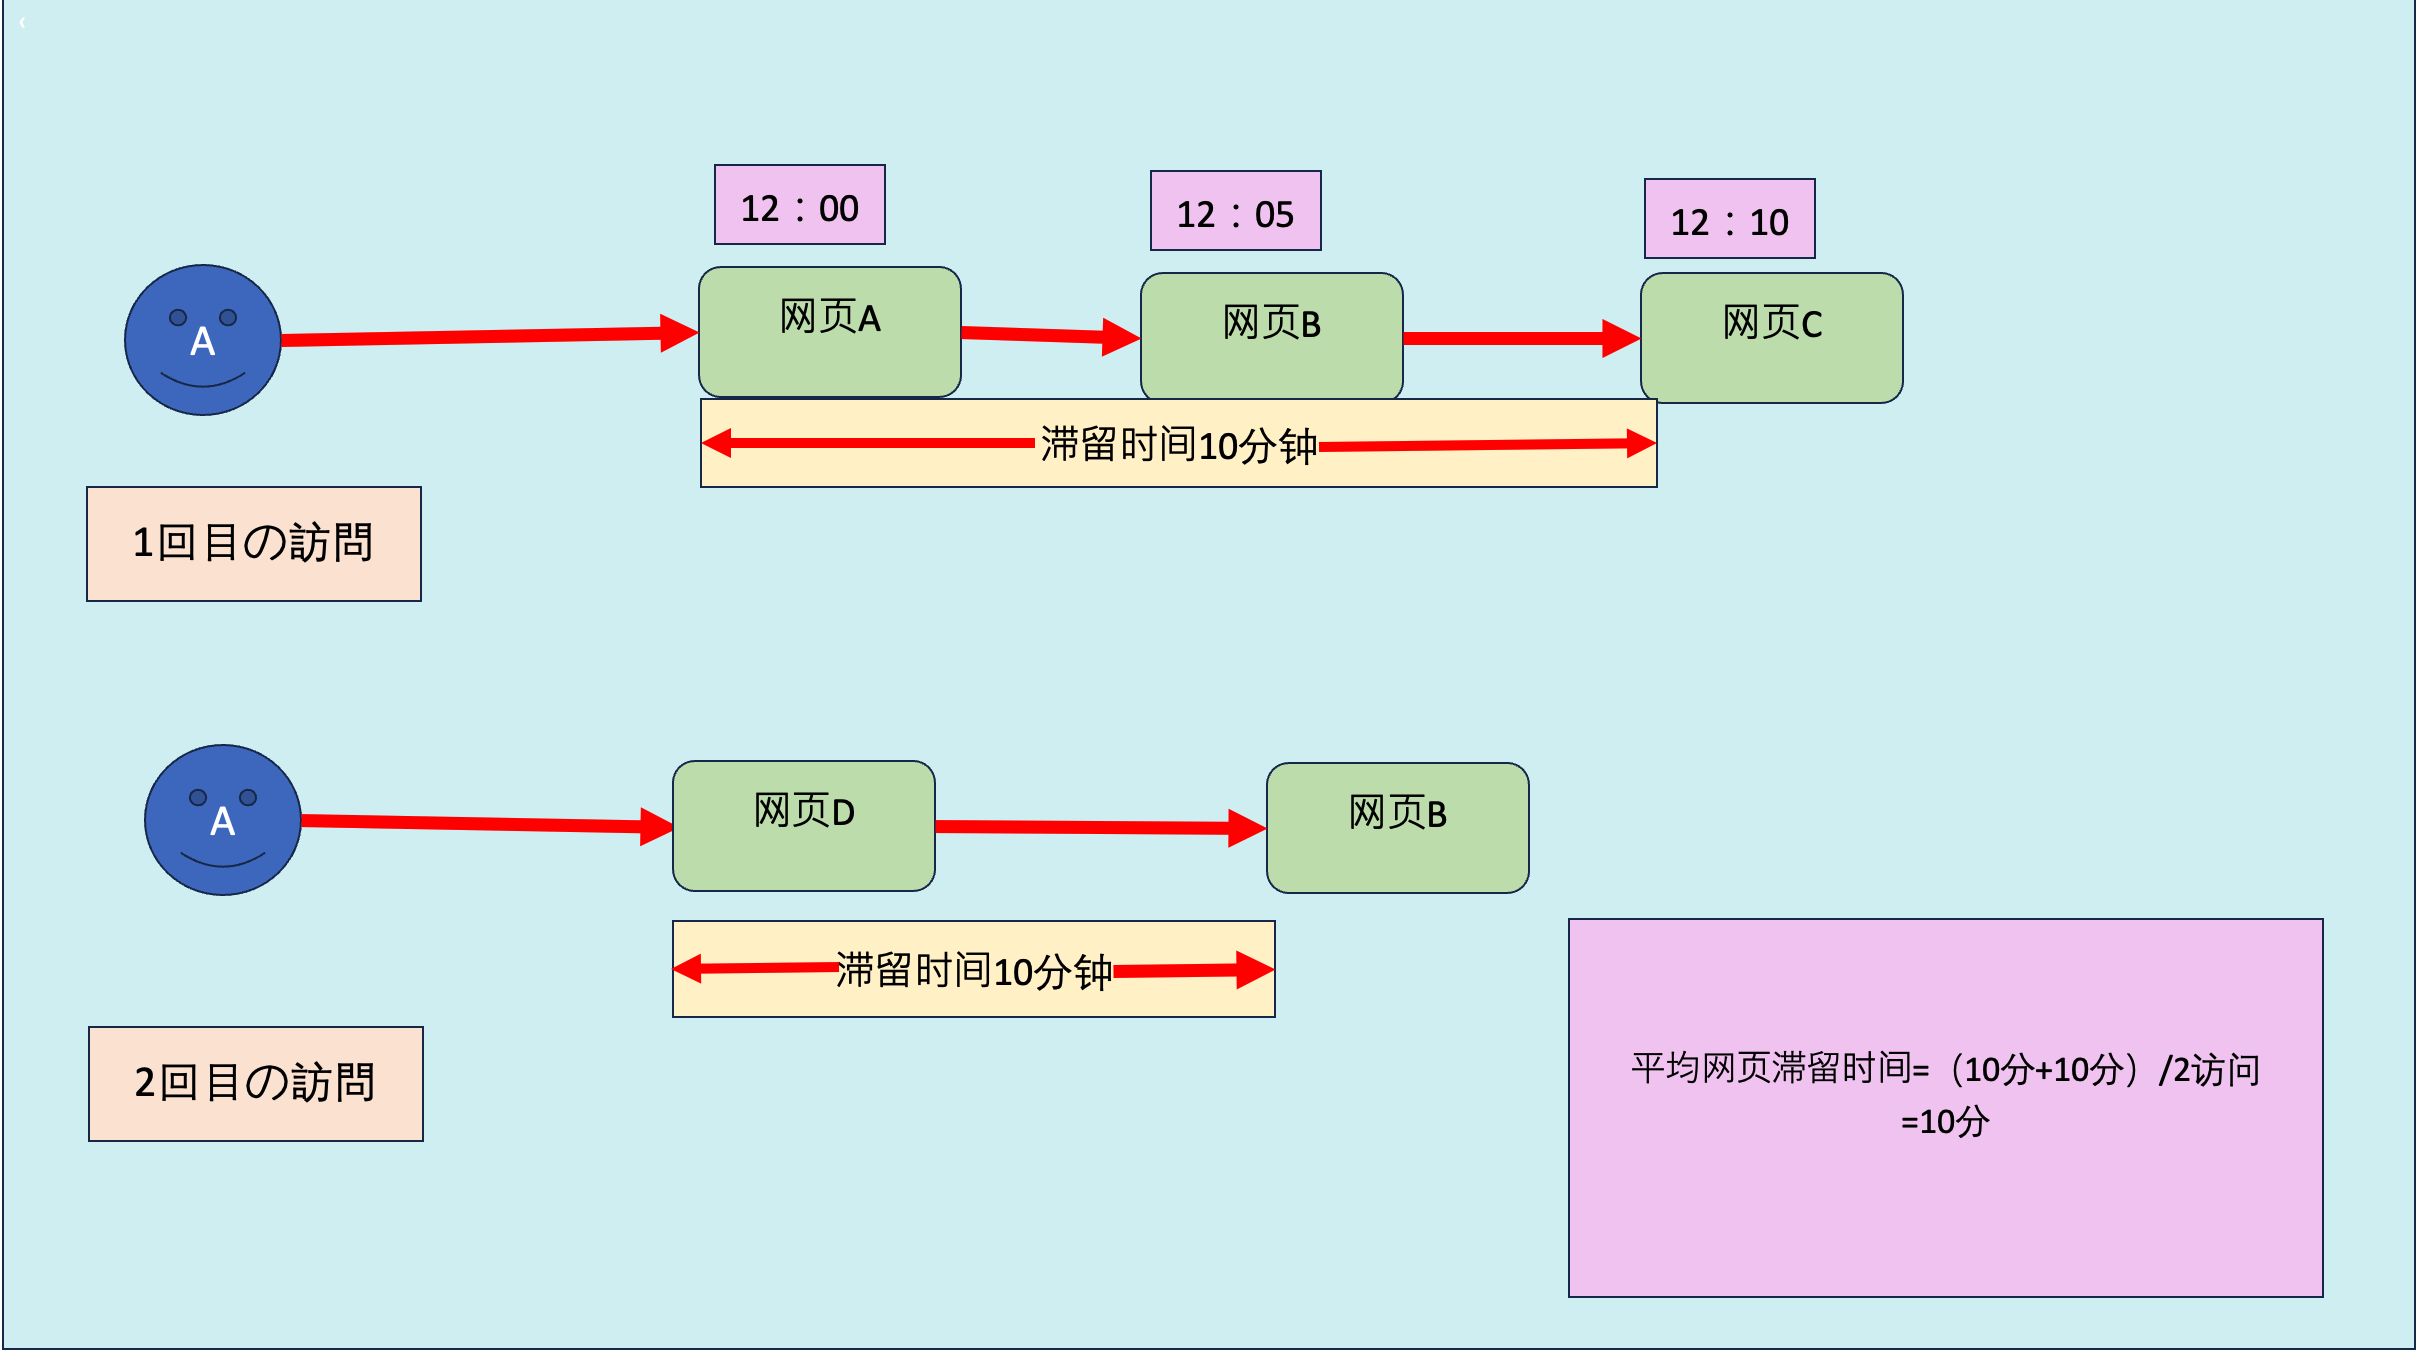 12：00
12：05
12：10
A
网页A
网页B
网页C
滞留时间10分钟
1回目の訪問
A
网页D
网页B
滞留时间10分钟
2回目の訪問
平均网页滞留时间=（10分+10分）/2访问
=10分